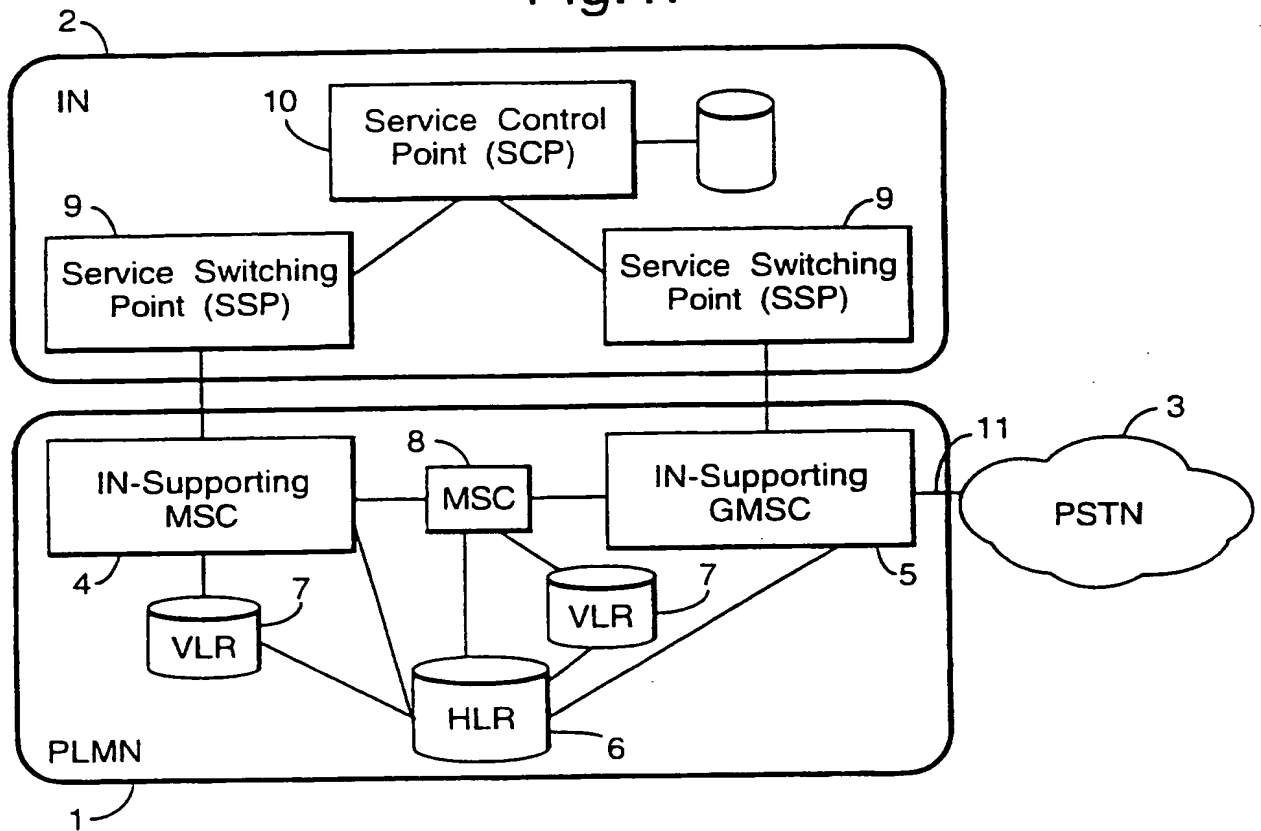 2
IN
10
Service Control
Point (SCP)
9
9
Service Switching
Point (SSP)
Service Switching
Point (SSP)
3
8
11
IN-Supporting
MSC
MSC
IN-Supporting
GMSC
PSTN
4
7
7
5
VLR
VLR
HLR
6
PLMN
1